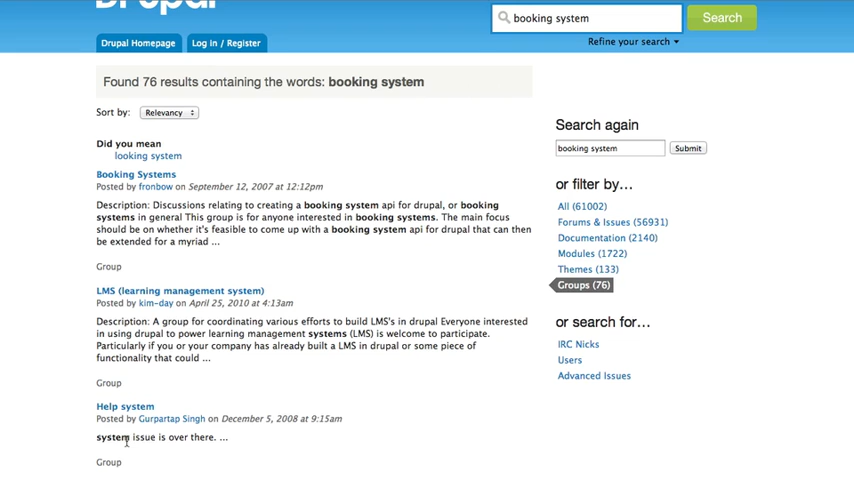 Drupal
booking system
Search
Refine your search
Drupal Homepage
Log in / Register
Found 76 results containing the words: booking system
Sort by: Relevancy
Did you mean
looking system
Booking Systems
Posted by fronbow on September 12, 2007 at 12:12pm
Description: Discussions relating to creating a booking system api for drupal, or booking
systems in general This group is for anyone interested in booking systems. The main focus
should be on whether it's feasible to come up with a booking system api for drupal that can then
be extended for a myriad ...
Group
LMS (learning management system)
Posted by kim-day on April 25, 2010 at 4:13am
Description: A group for coordinating various efforts to build LMS's in drupal Everyone interested
in using drupal to power learning management systems (LMS) is welcome to participate.
Particularly if you or your company has already built a LMS in drupal or some piece of
functionality that could ...
Group
Help system
Posted by Gurpartap Singh on December 5, 2008 at 9:15am
system issue is over there. ...
Group
Search again
booking system
Submit
or filter by...
All (61002)
Forums & Issues (56931)
Documentation (2140)
Modules (1722)
Themes (133)
Groups (76)
or search for...
IRC Nicks
Users
Advanced Issues